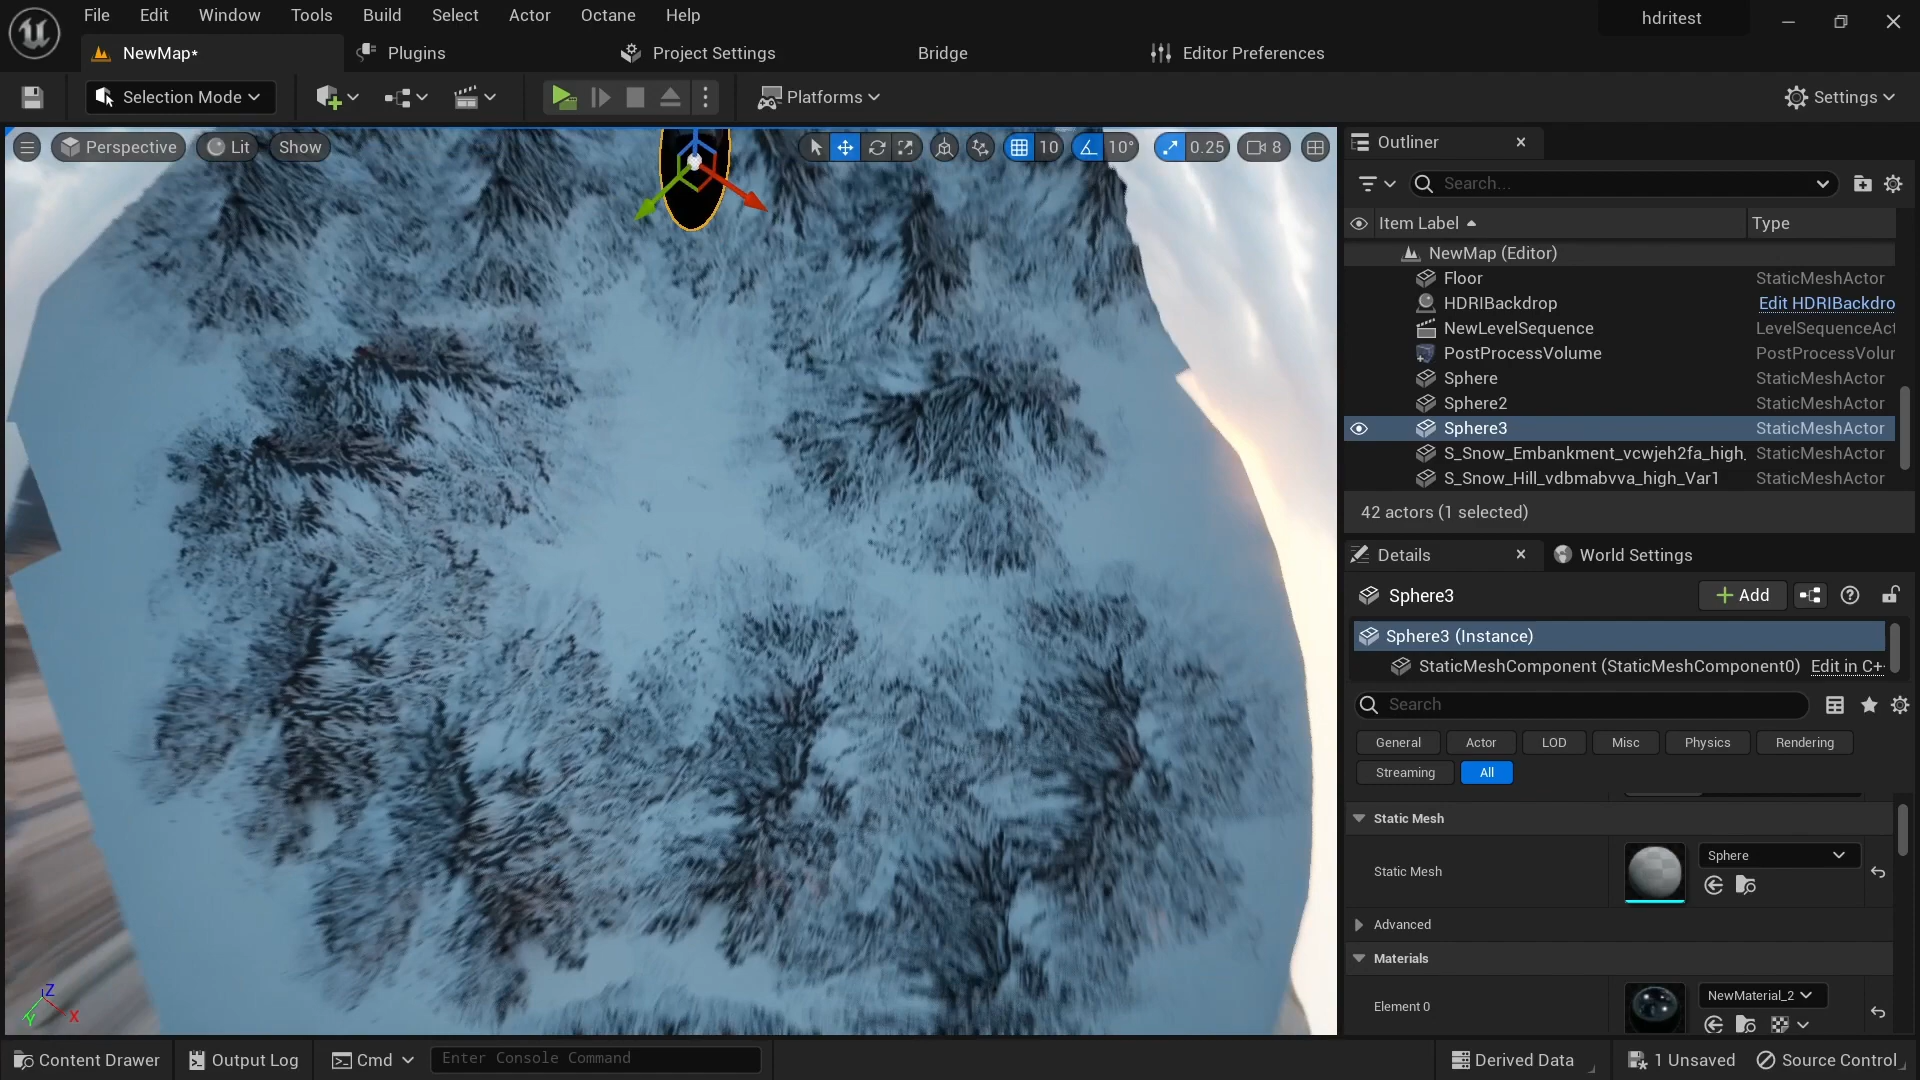 File Edit Window Tools Build Select Actor Octane Help
hdritest
NewMap*
Plugins
Project Settings
Bridge
Editor Preferences
Selection Mode
Platforms
Settings
Perspective
Lit
Show
10
10°
0.25
8
Outliner
Search...
Item Label
Type
NewMap (Editor)
Floor StaticMeshActor
HDRIBackdrop Edit HDRIBackdro
NewLevelSequence LevelSequenceAct
PostProcessVolume PostProcessVolur
Sphere StaticMeshActor
Sphere2 StaticMeshActor
Sphere3 StaticMeshActor
S_Snow_Embankment_vcwjeh2fa_high_ StaticMeshActor
S_Snow_Hill_vdbmabvva_high_Var1 StaticMeshActor
42 actors (1 selected)
Details
World Settings
Sphere3
Add
Sphere3 (Instance)
StaticMeshComponent (StaticMeshComponent0) Edit in C+
Search
General Actor LOD Misc Physics Rendering
Streaming All
Static Mesh
Static Mesh
Sphere
Advanced
Materials
Element 0
NewMaterial_2
Z
Y
X
Content Drawer
Output Log
Cmd
Enter Console Command
Derived Data
1 Unsaved
Source Control